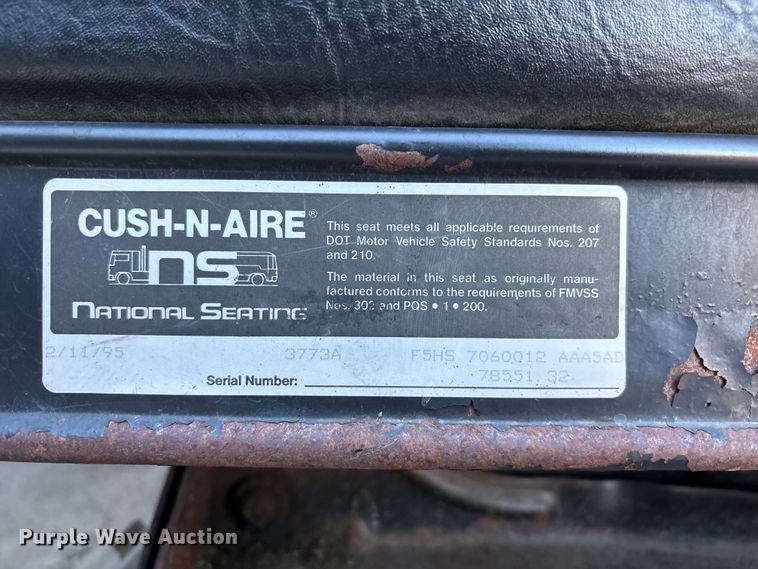 CUSH-N-AIRE®
ns
NATIONAL SEATING
This seat meets all applicable requirements of
DOT Motor Vehicle Safety Standards Nos. 207
and 210.
The material in this seat as originally manu-
factured conforms to the requirements of FMVSS
Nos. 302 and PQS • 1 • 200.
2/11/95 3773A F5HS 7060012 AAA5AD
78551 32
Serial Number:
Purple Wave Auction